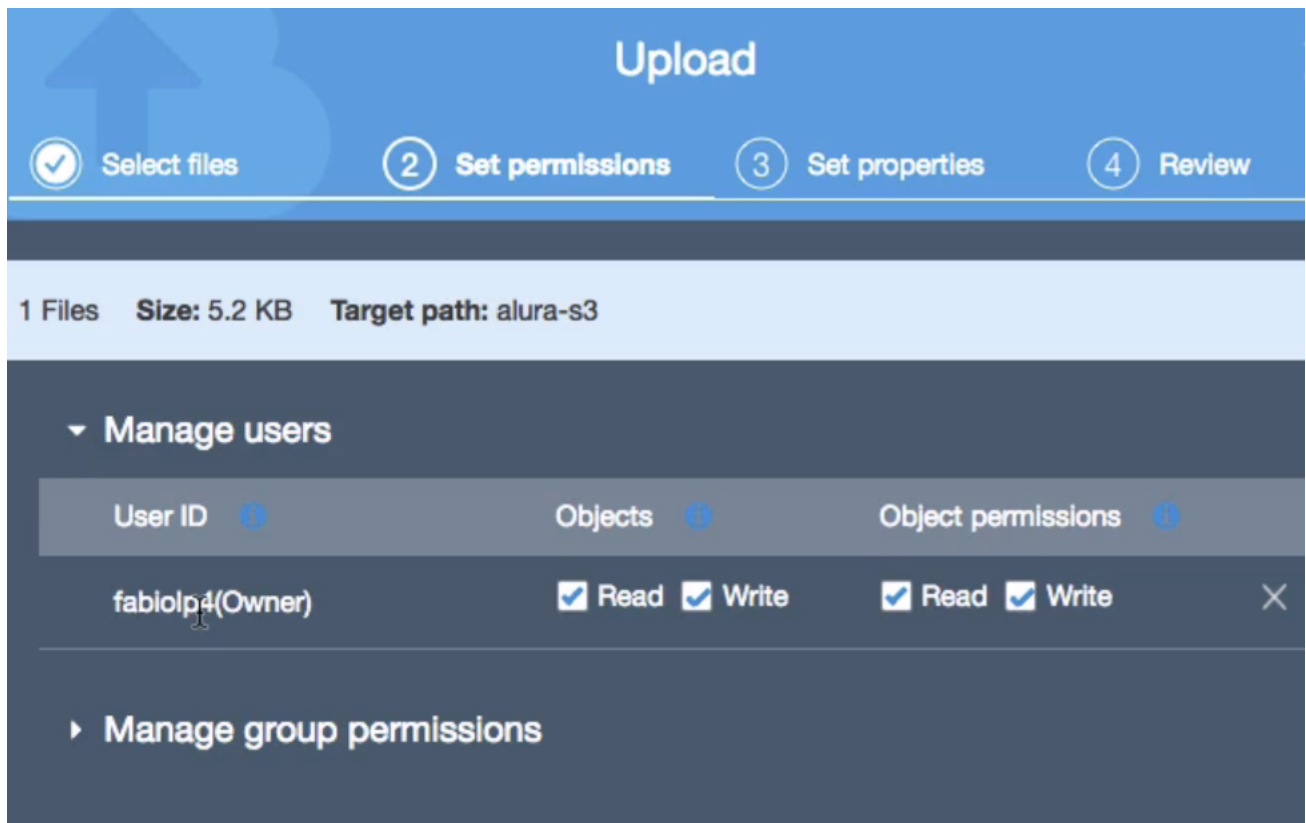 Upload
Select files 2 Set permissions 3 Set properties 4 Review
1 Files Size: 5.2 KB Target path: alura-s3
Manage users
User ID Objects Object permissions
fabiolp4(Owner) Read Write Read Write
Manage group permissions